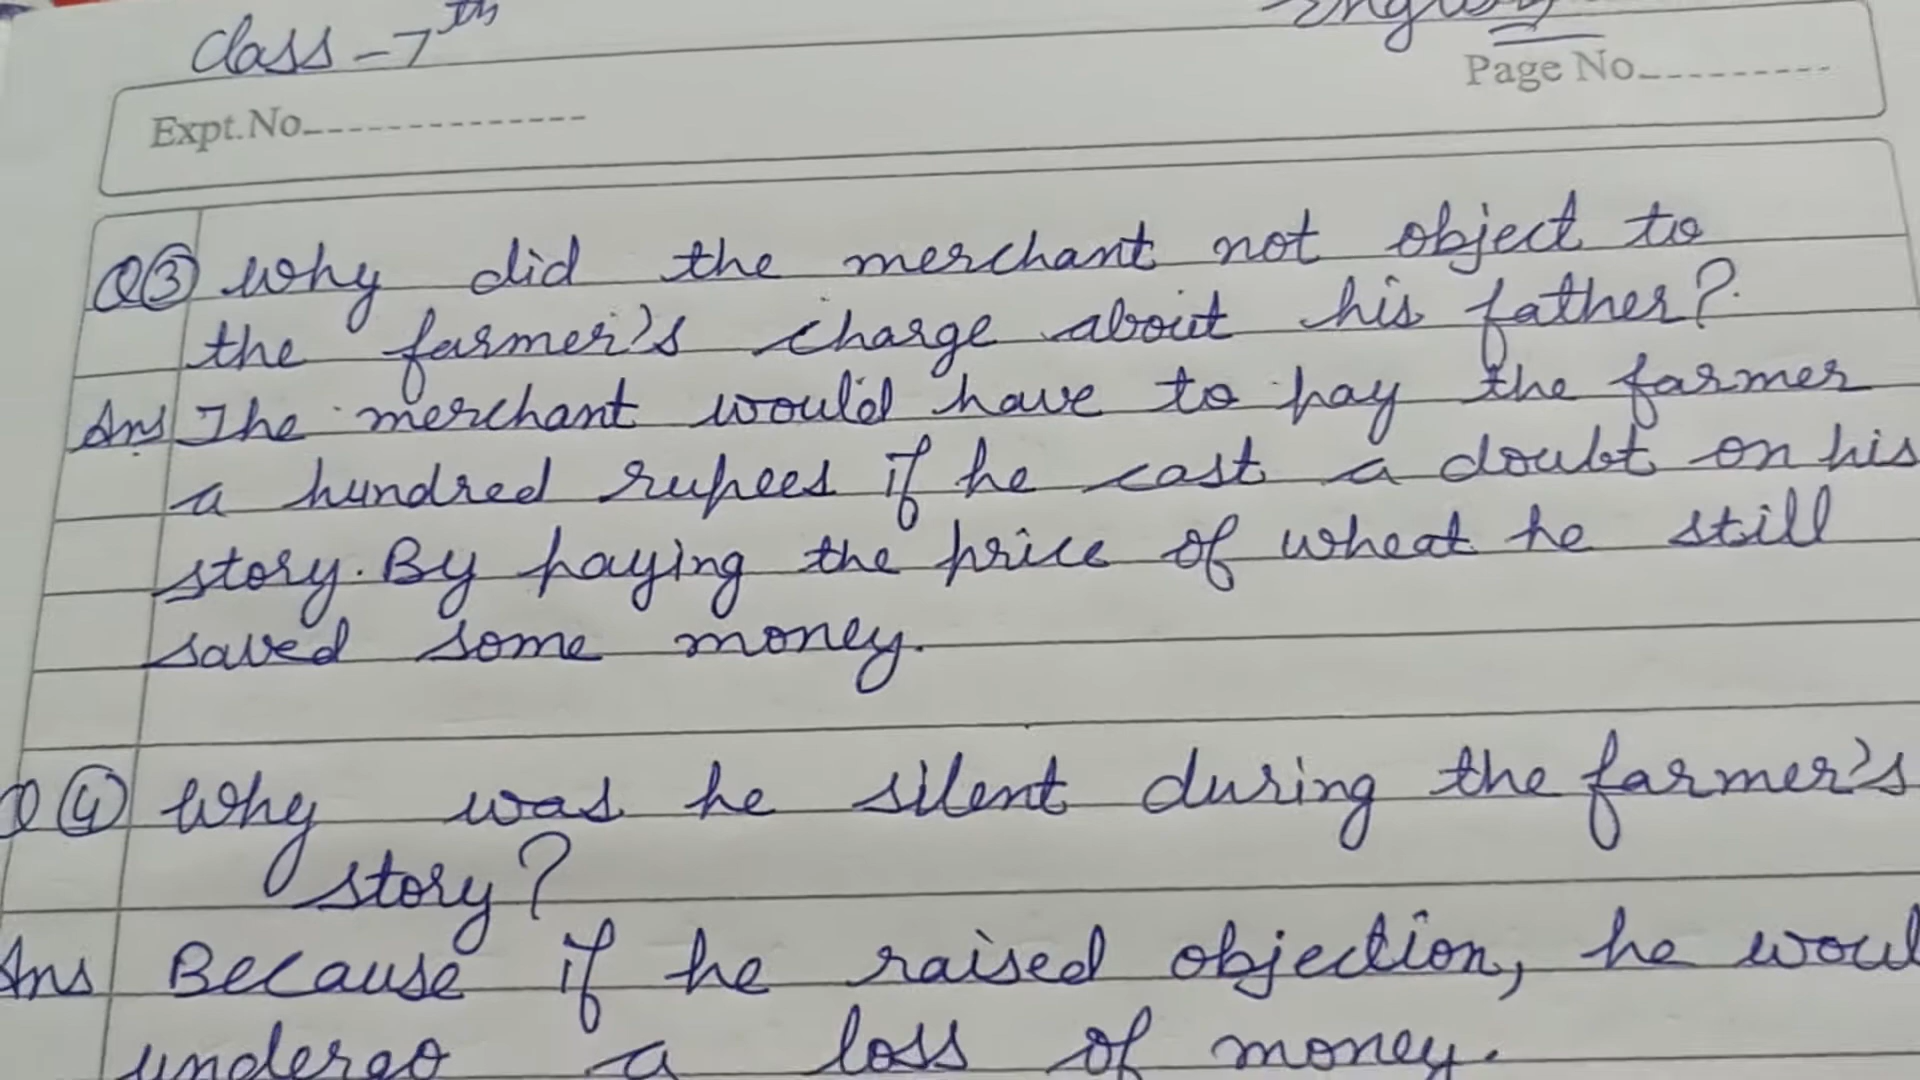 Class - 7th
English
Page No.
Expt. No.
Q③ Why did the merchant not object to
the farmer's charge about his father?
Ans The merchant would have to pay the farmer
a hundred rupees if he cast a doubt on his
story. By paying the price of wheat he still
saved some money.
Q④ Why was he silent during the farmer's
story?
Ans Because if he raised objection, he woul
undergo a loss of money.